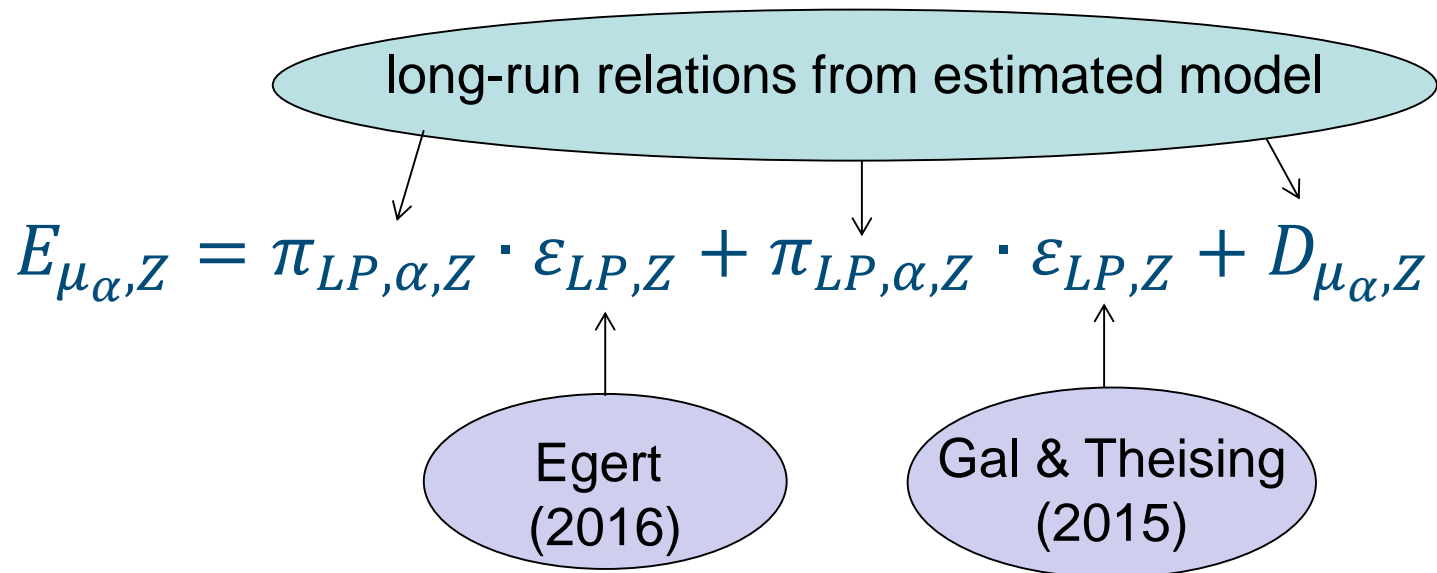 long-run relations from estimated model
E_{μ_α,Z} = π_{LP,α,Z} · ε_{LP,Z} + π_{LP,α,Z} · ε_{LP,Z} + D_{μ_α,Z}
Egert
(2016)
Gal & Theising
(2015)